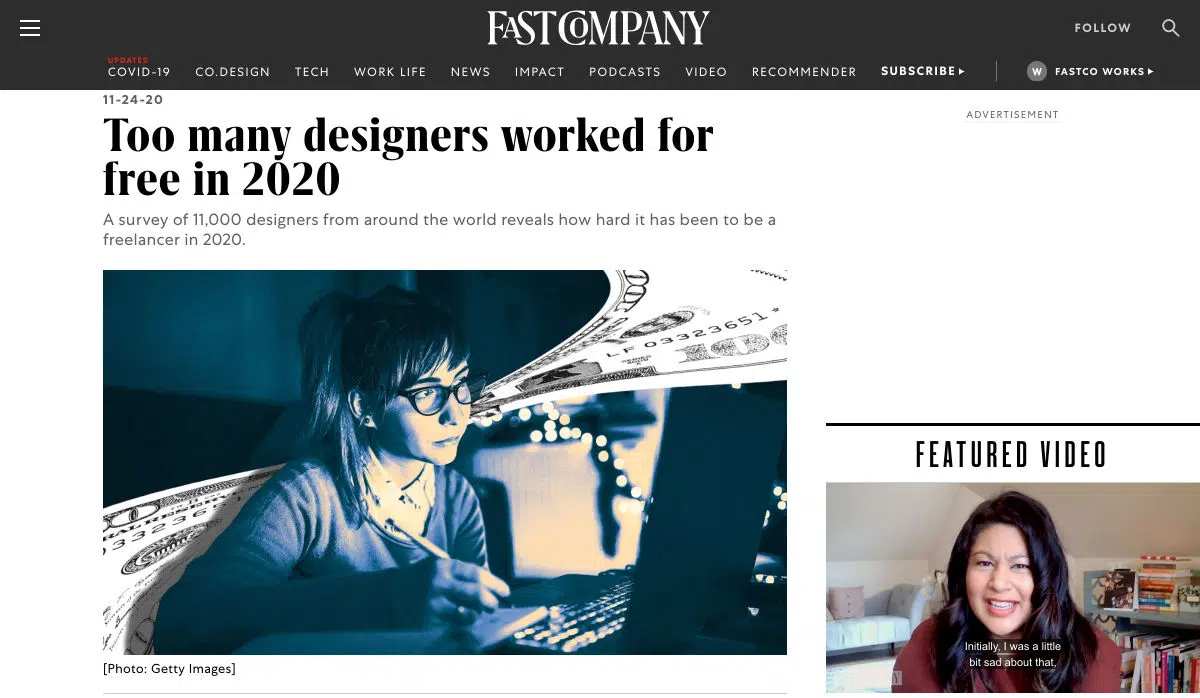 FAST COMPANY
FOLLOW
UPDATES
COVID-19 CO.DESIGN TECH WORK LIFE NEWS IMPACT PODCASTS VIDEO RECOMMENDER SUBSCRIBE W FASTCO WORKS
11-24-20
Too many designers worked for
free in 2020
A survey of 11,000 designers from around the world reveals how hard it has been to be a
freelancer in 2020.
LF 03323651*
100
[Photo: Getty Images]
ADVERTISEMENT
FEATURED VIDEO
Initially, I was a little
bit sad about that,